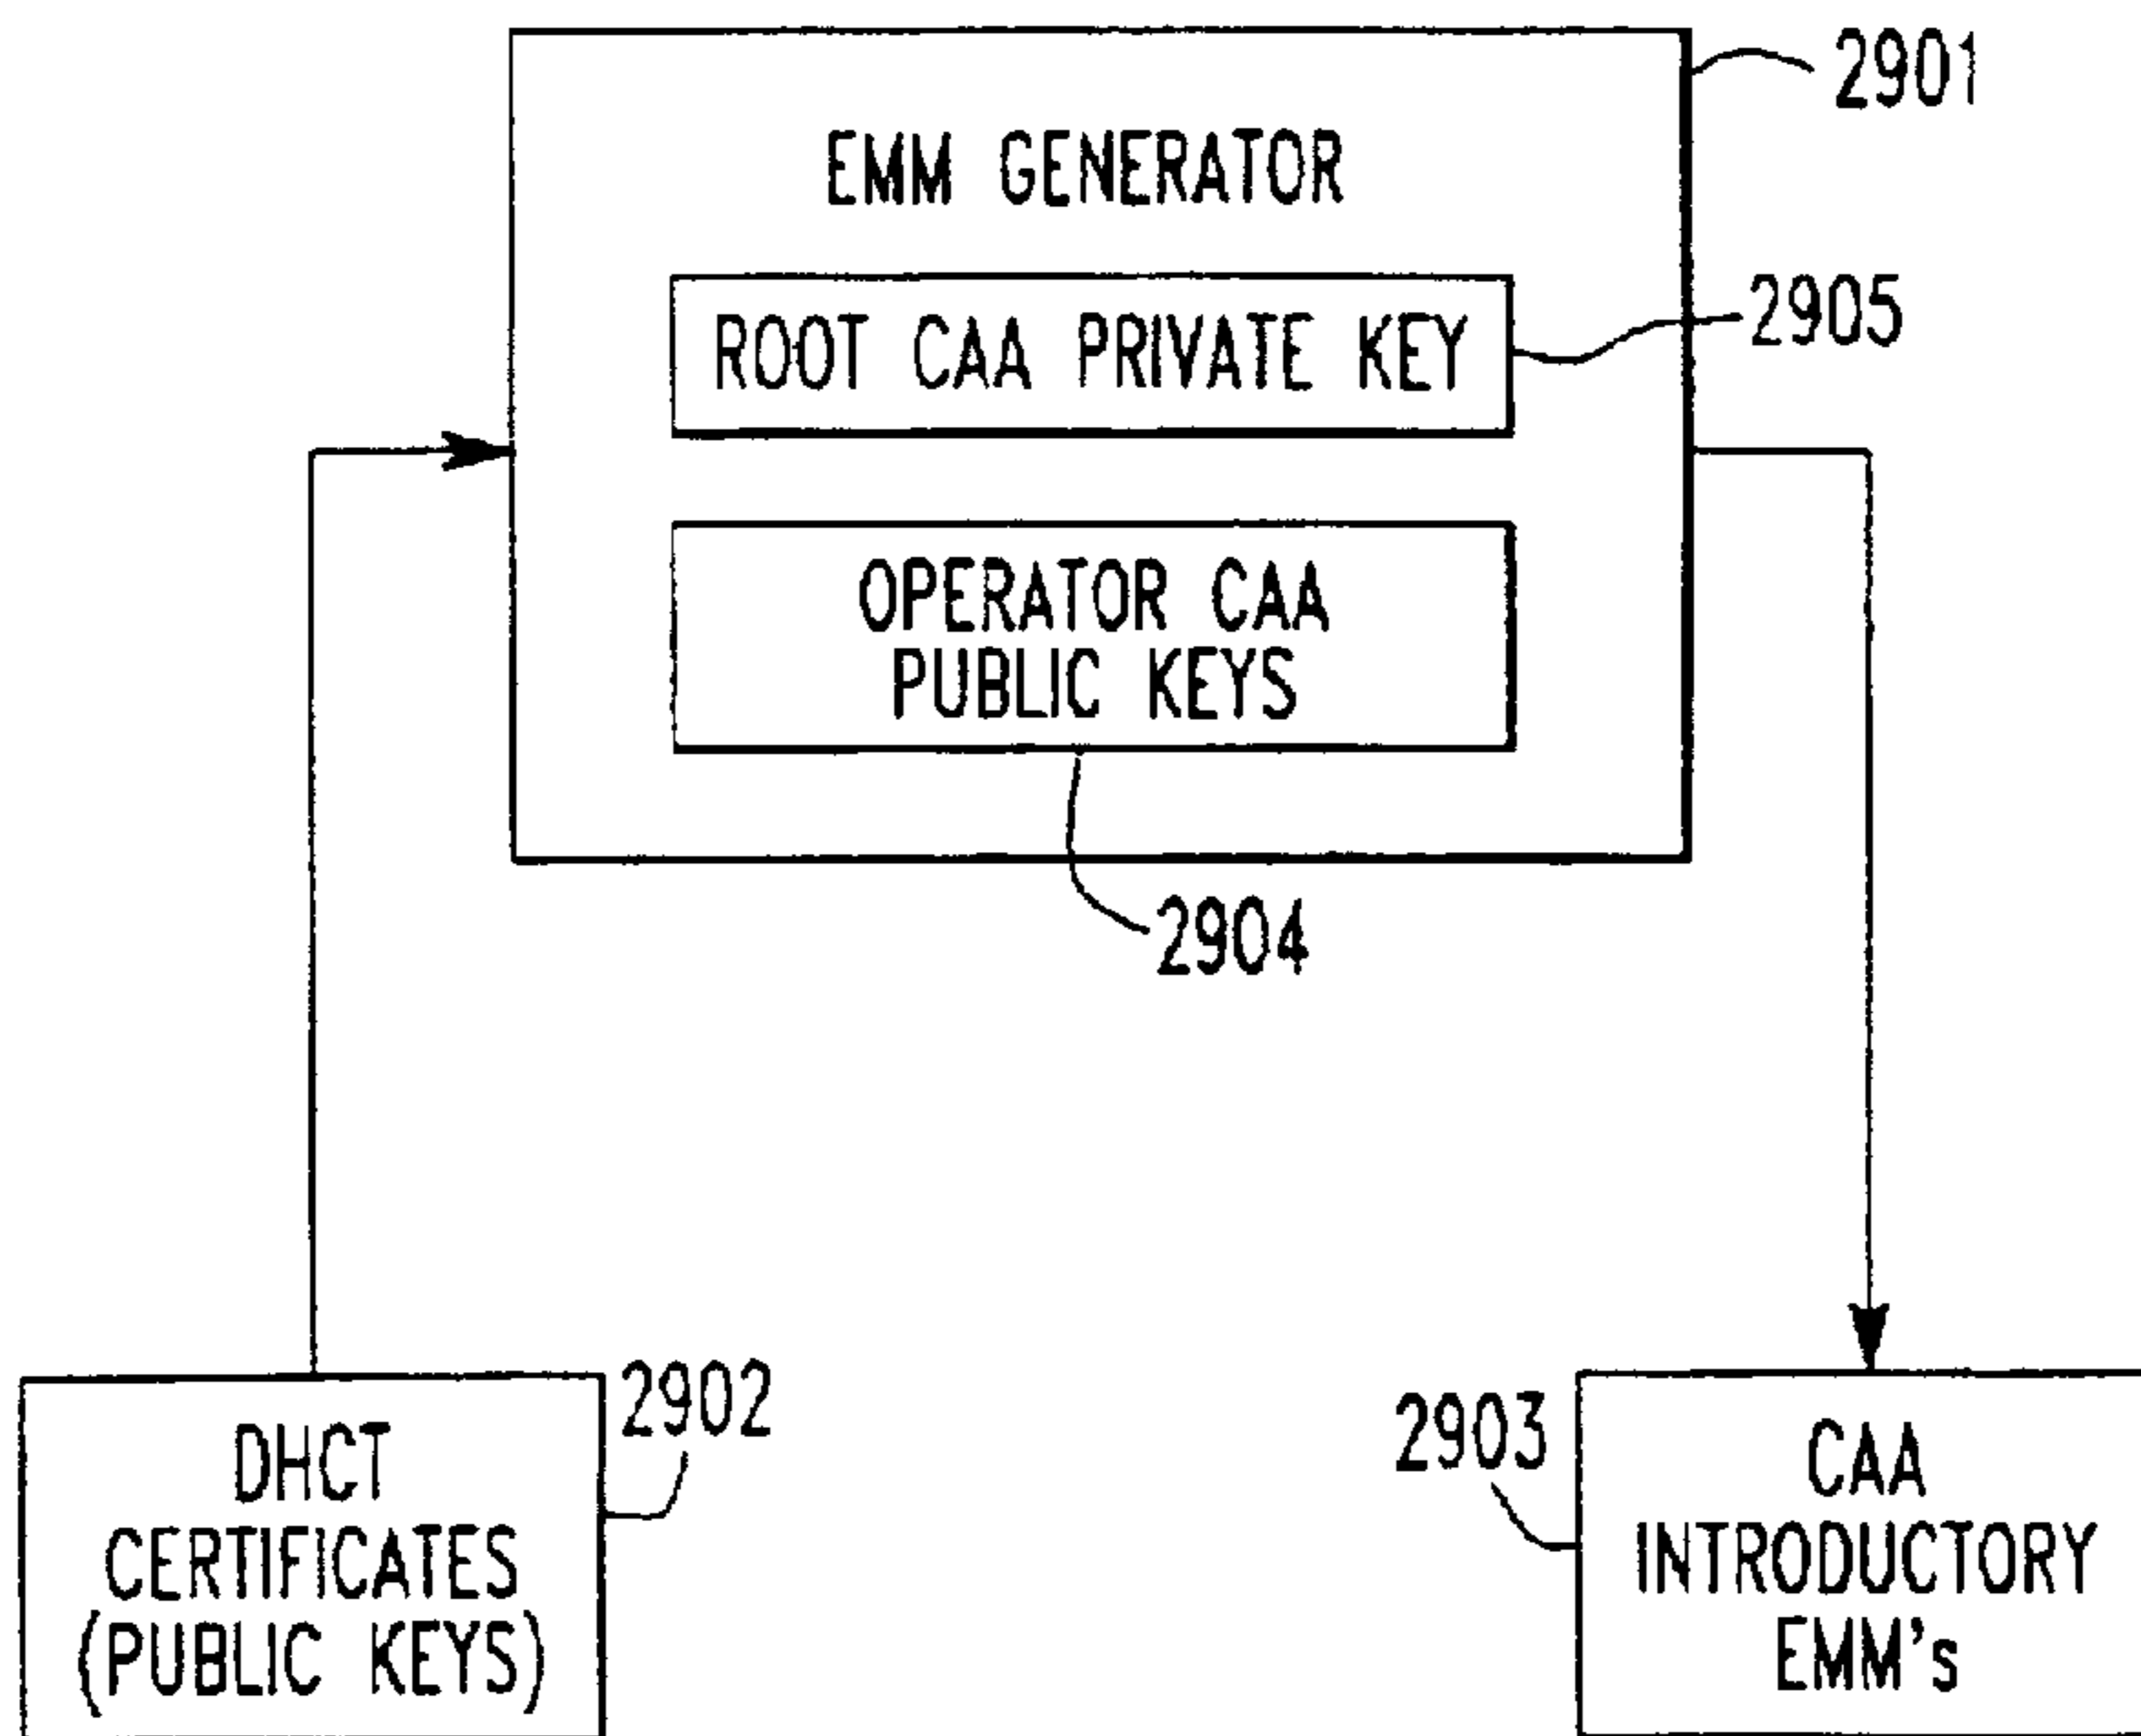 2901
EMM GENERATOR
ROOT CAA PRIVATE KEY
2905
OPERATOR CAA
PUBLIC KEYS
2904
DHCT
CERTIFICATES
(PUBLIC KEYS)
2902
2903
CAA
INTRODUCTORY
EMM's